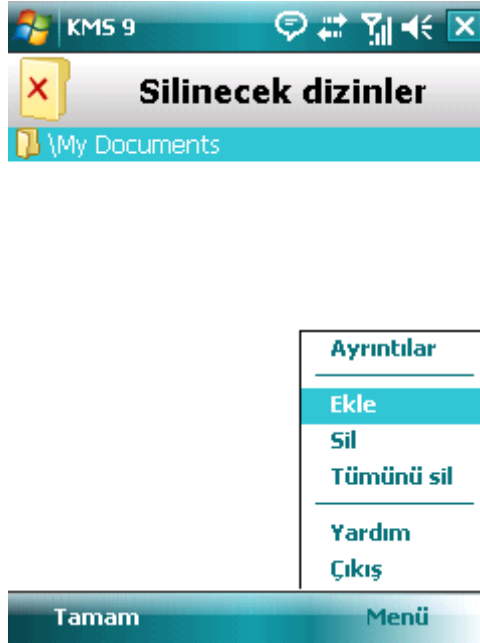 KMS 9
Silinecek dizinler
\My Documents
Ayrıntılar
Ekle
Sil
Tümünü sil
Yardım
Çıkış
Tamam
Menü